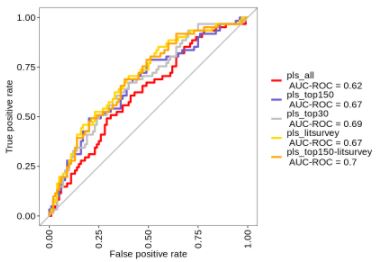 1.00
0.75
0.50
0.25
0.00
True positive rate
0.00
0.25
0.50
0.75
1.00
False positive rate
pls_all
AUC-ROC = 0.62
pls_top150
AUC-ROC = 0.67
pls_top30
AUC-ROC = 0.69
pls_litsurvey
AUC-ROC = 0.67
pls_top150-litsurvey
AUC-ROC = 0.7